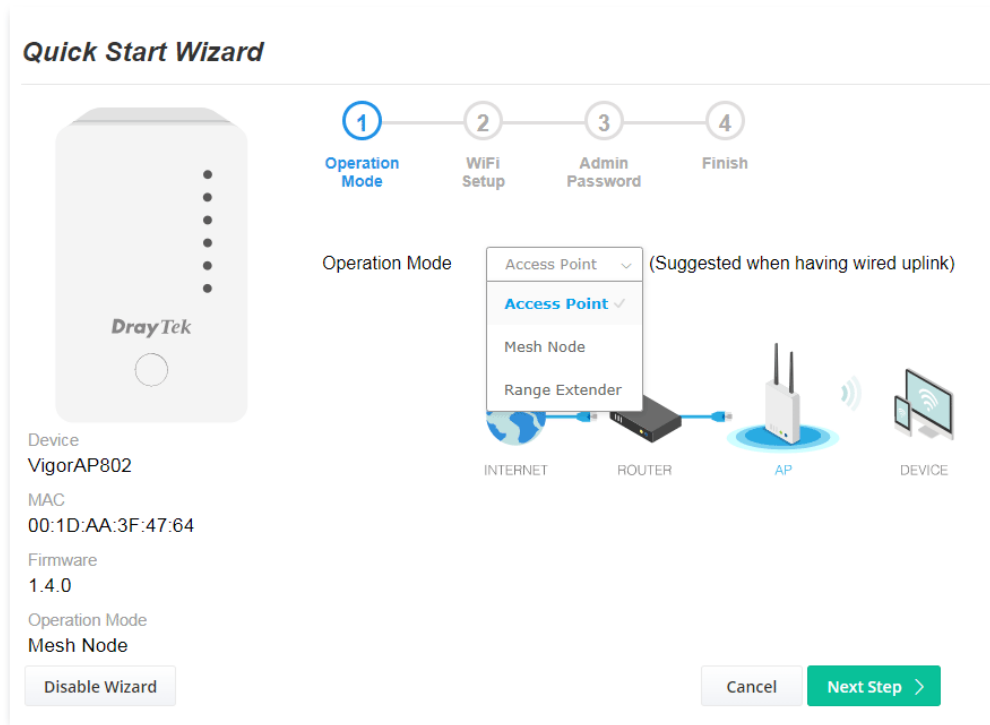 Quick Start Wizard
1
2
3
4
Operation Mode
WiFi Setup
Admin Password
Finish
Operation Mode
Access Point
(Suggested when having wired uplink)
Access Point
Mesh Node
Range Extender
DrayTek
INTERNET
ROUTER
AP
DEVICE
Device
VigorAP802
MAC
00:1D:AA:3F:47:64
Firmware
1.4.0
Operation Mode
Mesh Node
Disable Wizard
Cancel
Next Step